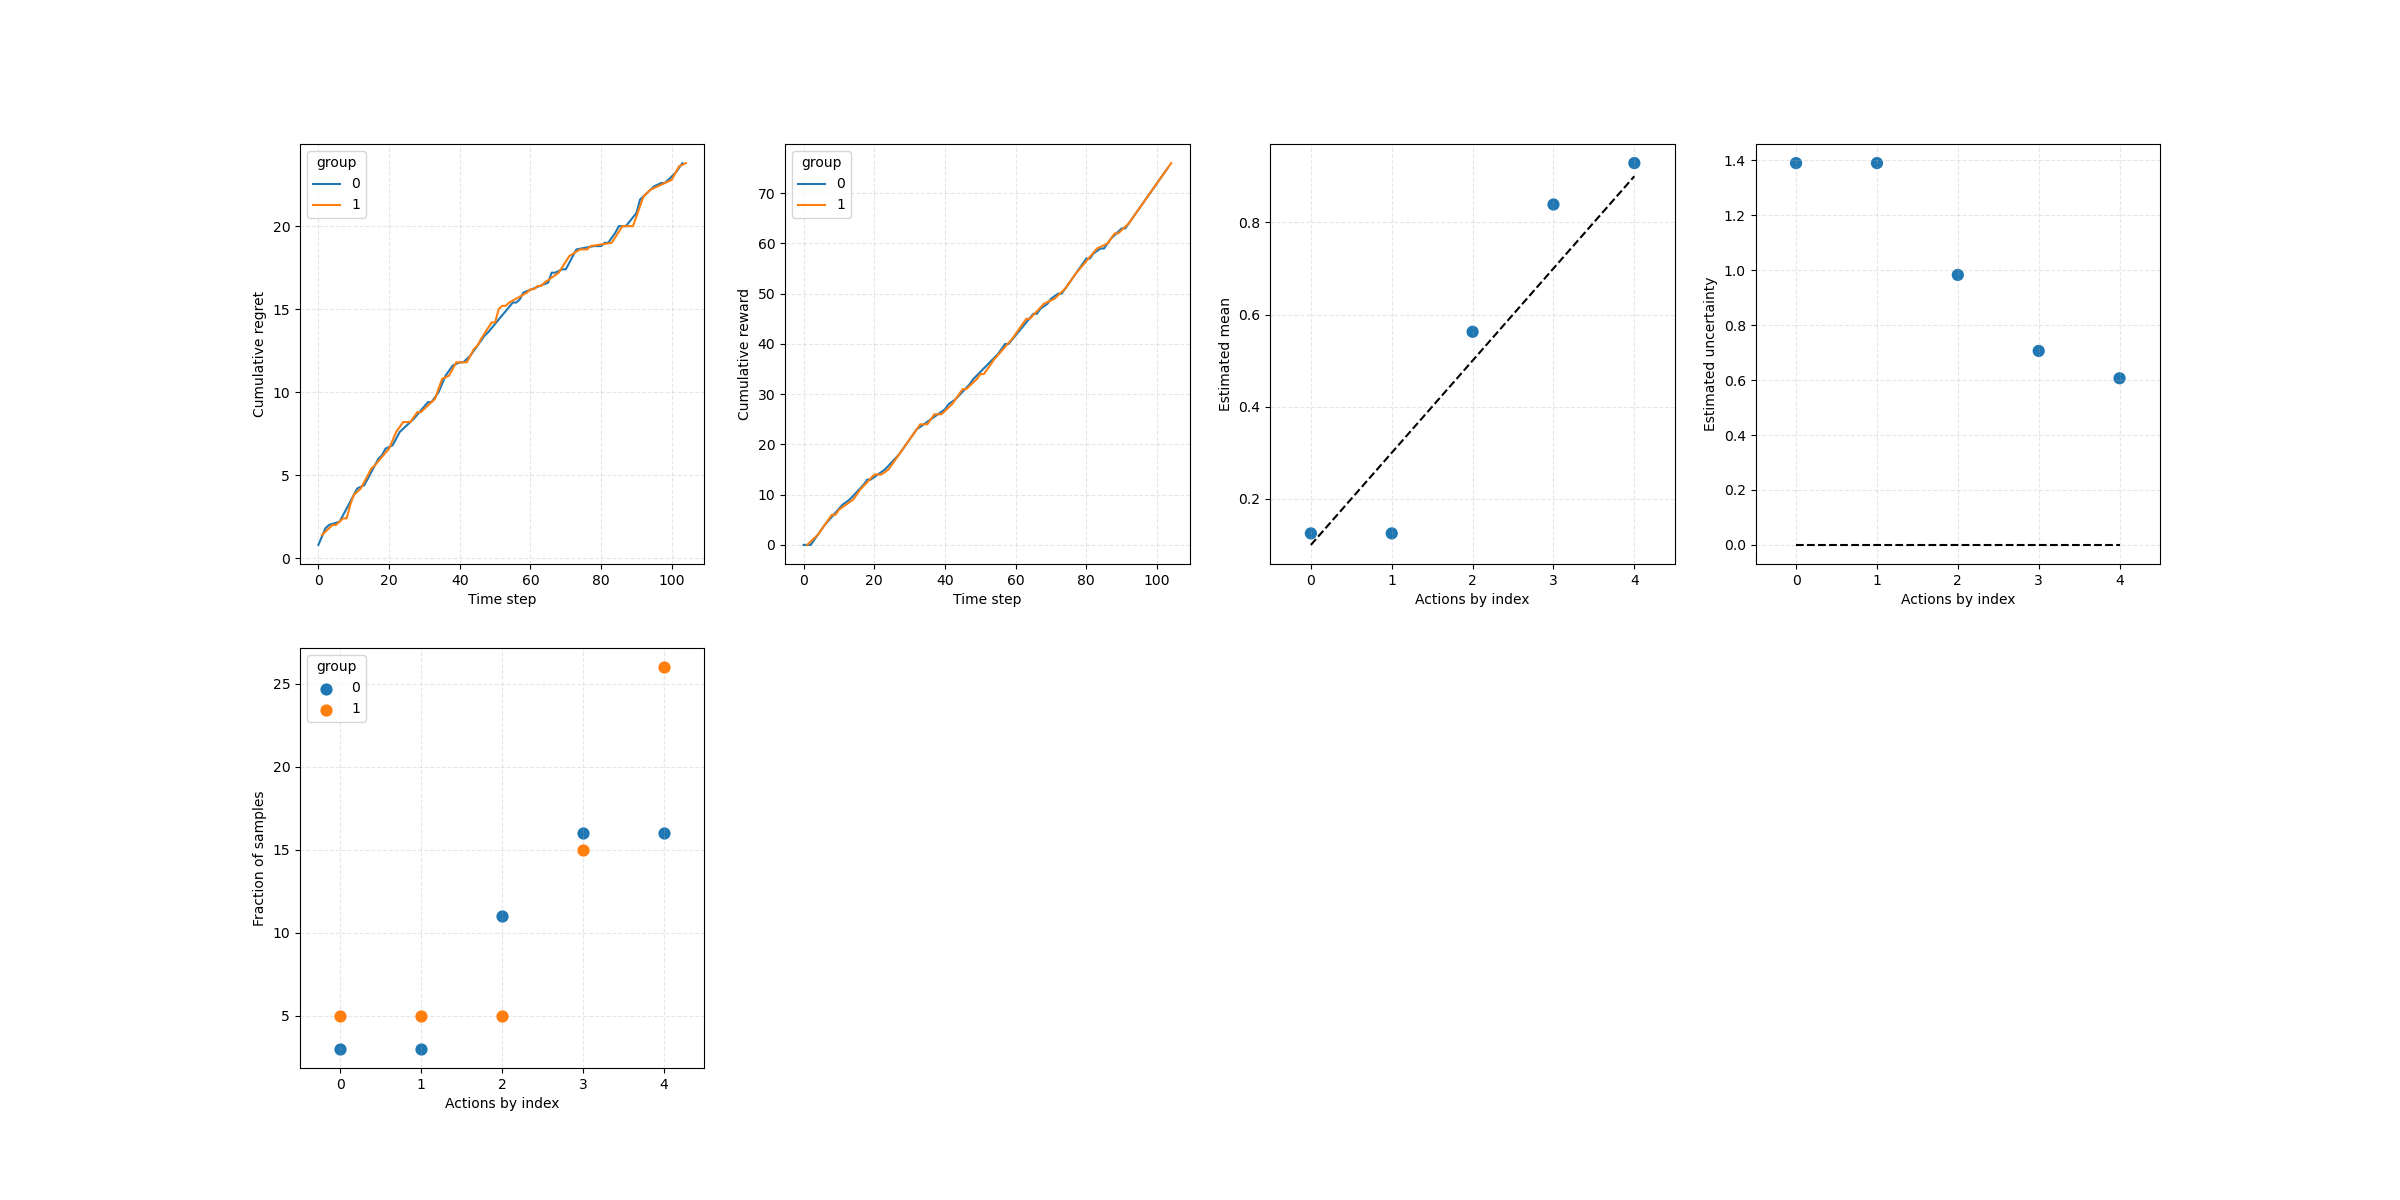 group
0
1
Cumulative regret
0
5
10
15
20
0 20 40 60 80 100
Time step
group
0
1
Cumulative reward
0
10
20
30
40
50
60
70
0 20 40 60 80 100
Time step
Estimated mean
0.2
0.4
0.6
0.8
0 1 2 3 4
Actions by index
Estimated uncertainty
0.0
0.2
0.4
0.6
0.8
1.0
1.2
1.4
0 1 2 3 4
Actions by index
group
0
1
Fraction of samples
5
10
15
20
25
0 1 2 3 4
Actions by index